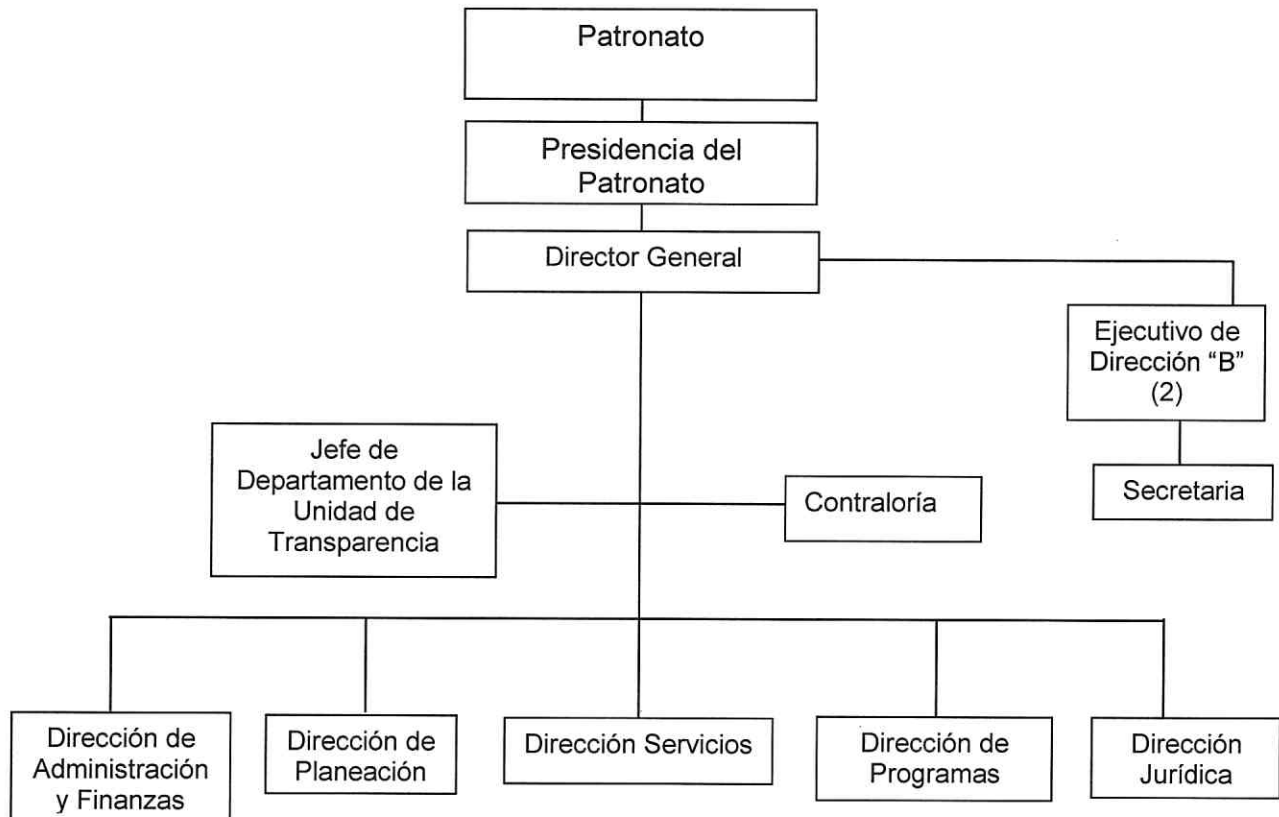 Patronato
Presidencia del
Patronato
Director General
Ejecutivo de
Dirección “B”
(2)
Secretaria
Jefe de
Departamento de la
Unidad de
Transparencia
Contraloría
Dirección de
Administración
y Finanzas
Dirección de
Planeación
Dirección Servicios
Dirección de
Programas
Dirección
Jurídica